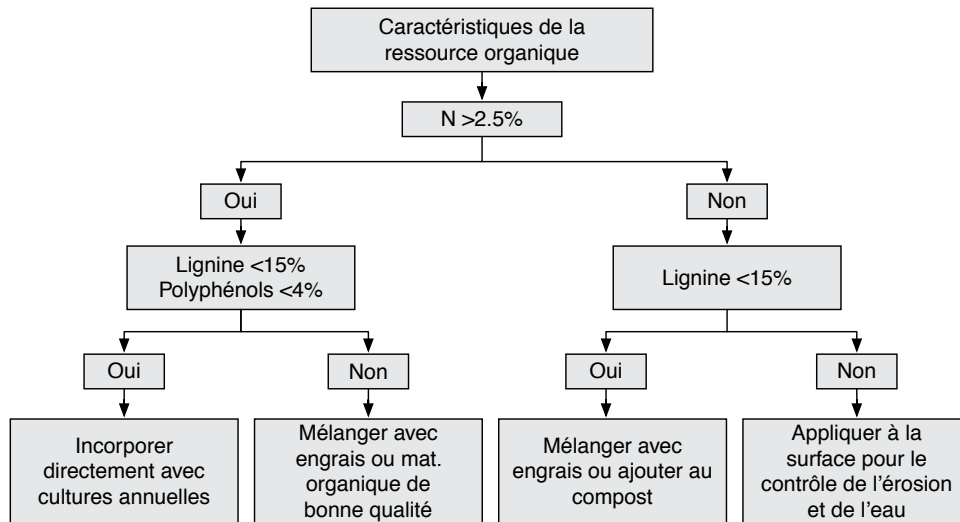 Caractéristiques de la
ressource organique
N >2.5%
Oui
Non
Lignine <15%
Polyphénols <4%
Lignine <15%
Oui
Non
Oui
Non
Incorporer
directement avec
cultures annuelles
Mélanger avec
engrais ou mat.
organique de
bonne qualité
Mélanger avec
engrais ou ajouter au
compost
Appliquer à la
surface pour le
contrôle de l’érosion
et de l’eau